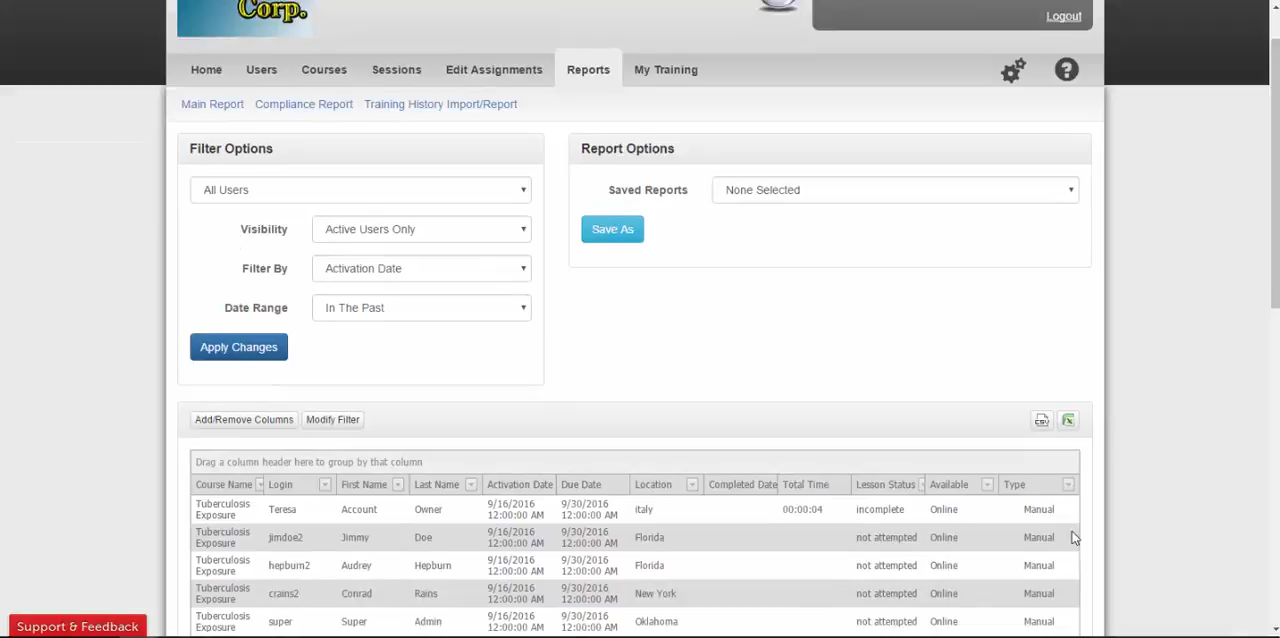 Corp.
Logout
Home Users Courses Sessions Edit Assignments Reports My Training
Main Report Compliance Report Training History Import/Report
Filter Options
All Users
Visibility Active Users Only
Filter By Activation Date
Date Range In The Past
Apply Changes
Report Options
Saved Reports None Selected
Save As
Add/Remove Columns Modify Filter CSV
Drag a column header here to group by that column
Course Name Login First Name Last Name Activation Date Due Date Location Completed Date Total Time Lesson Status Available Type
Tuberculosis Exposure Teresa Account Owner 9/16/2016 12:00:00 AM 9/30/2016 12:00:00 AM italy 00:00:04 incomplete Online Manual
Tuberculosis Exposure jimdoe2 Jimmy Doe 9/16/2016 12:00:00 AM 9/30/2016 12:00:00 AM Florida not attempted Online Manual
Tuberculosis Exposure hepburn2 Audrey Hepburn 9/16/2016 12:00:00 AM 9/30/2016 12:00:00 AM Florida not attempted Online Manual
Tuberculosis Exposure crains2 Conrad Rains 9/16/2016 12:00:00 AM 9/30/2016 12:00:00 AM New York not attempted Online Manual
Tuberculosis Exposure super Super Admin 9/16/2016 12:00:00 AM 9/30/2016 12:00:00 AM Oklahoma not attempted Online Manual
Support & Feedback